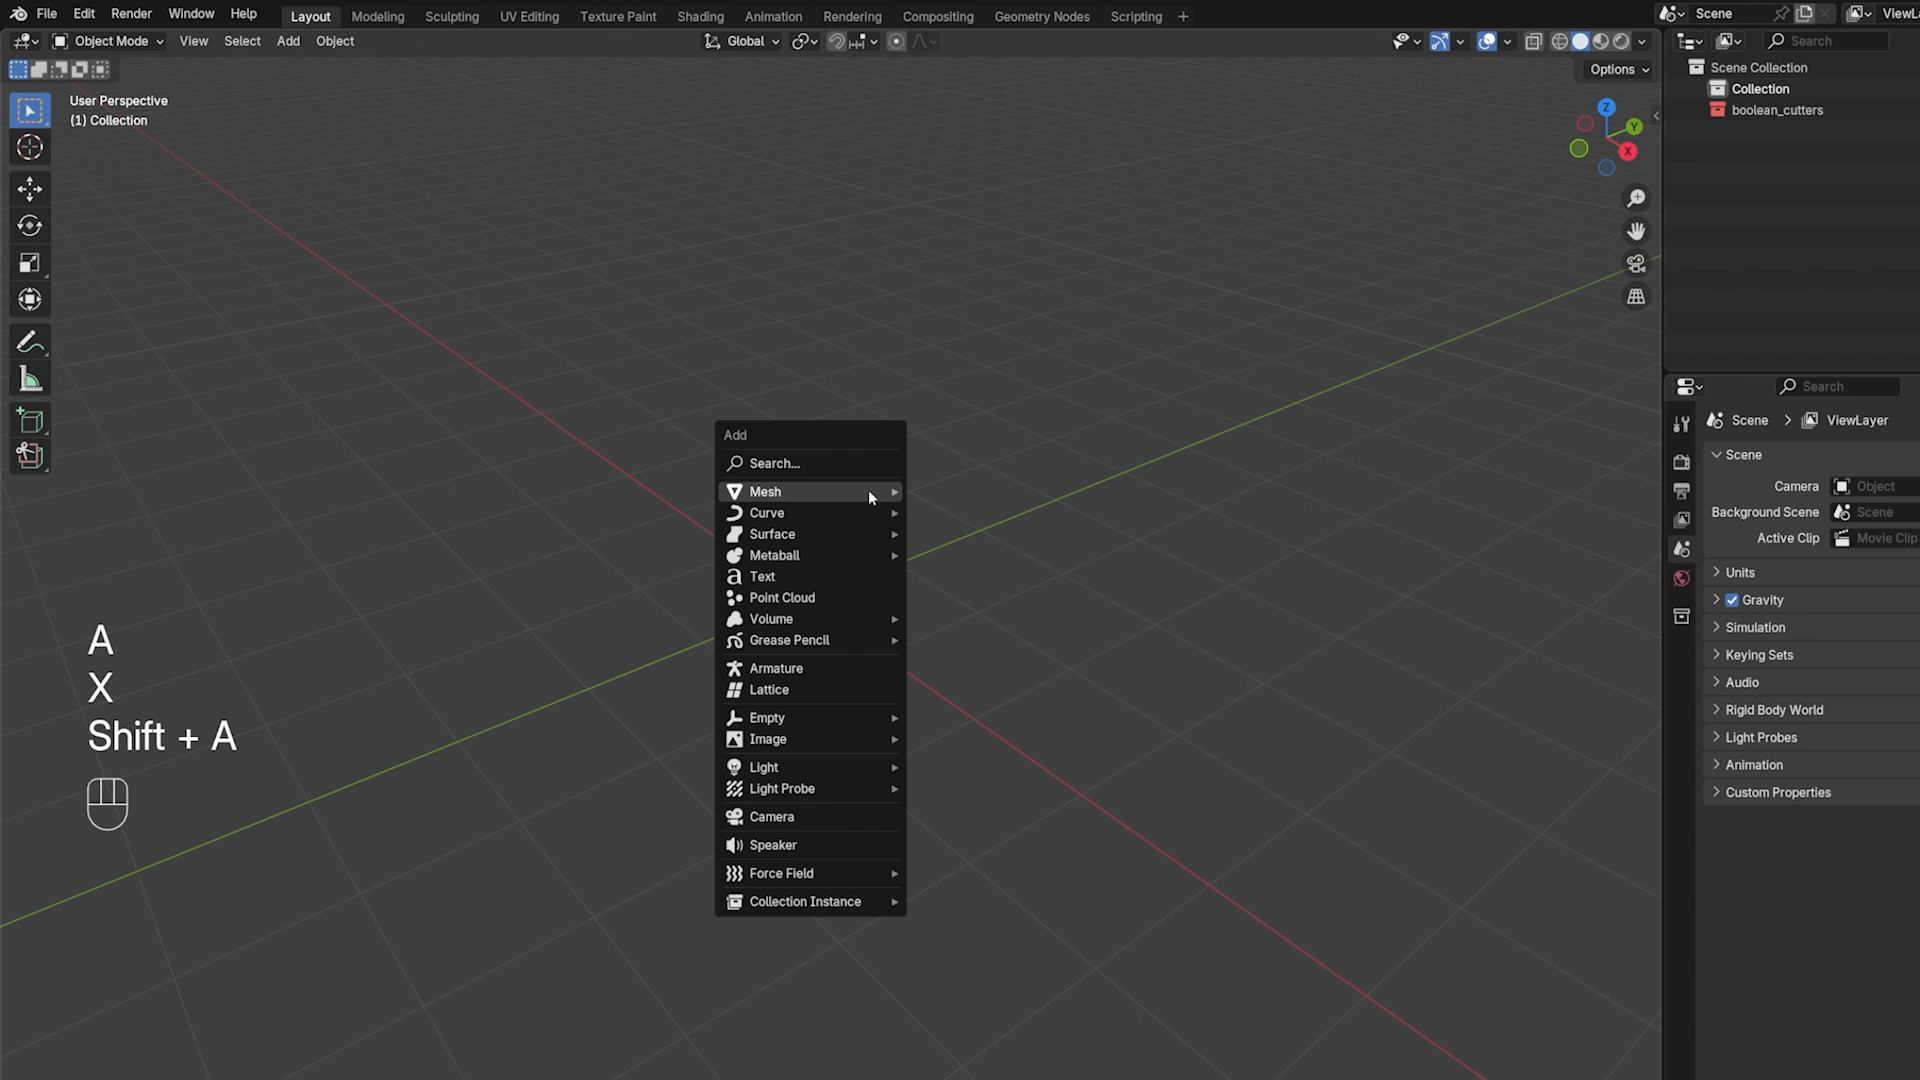 File Edit Render Window Help Layout Modeling Sculpting UV Editing Texture Paint Shading Animation Rendering Compositing Geometry Nodes Scripting + Scene
Object Mode View Select Add Object Global Search
Options
User Perspective
(1) Collection
Scene Collection
Collection
boolean_cutters
Z
Y
X
Search
Scene > ViewLayer
Scene
Camera Object
Background Scene Scene
Active Clip Movie Clip
Units
Gravity
Simulation
Keying Sets
Audio
Rigid Body World
Light Probes
Animation
Custom Properties
Add
Search...
Mesh
Curve
Surface
Metaball
Text
Point Cloud
Volume
Grease Pencil
Armature
Lattice
Empty
Image
Light
Light Probe
Camera
Speaker
Force Field
Collection Instance
A
X
Shift + A